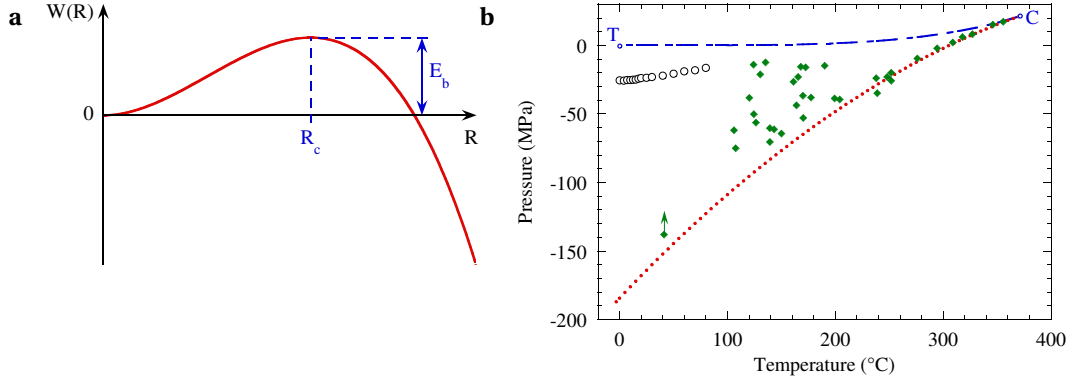 a
W(R)
0
E_b
R_c
R
b
T
C
Pressure (MPa)
0
-50
-100
-150
-200
0
100
200
300
400
Temperature (°C)